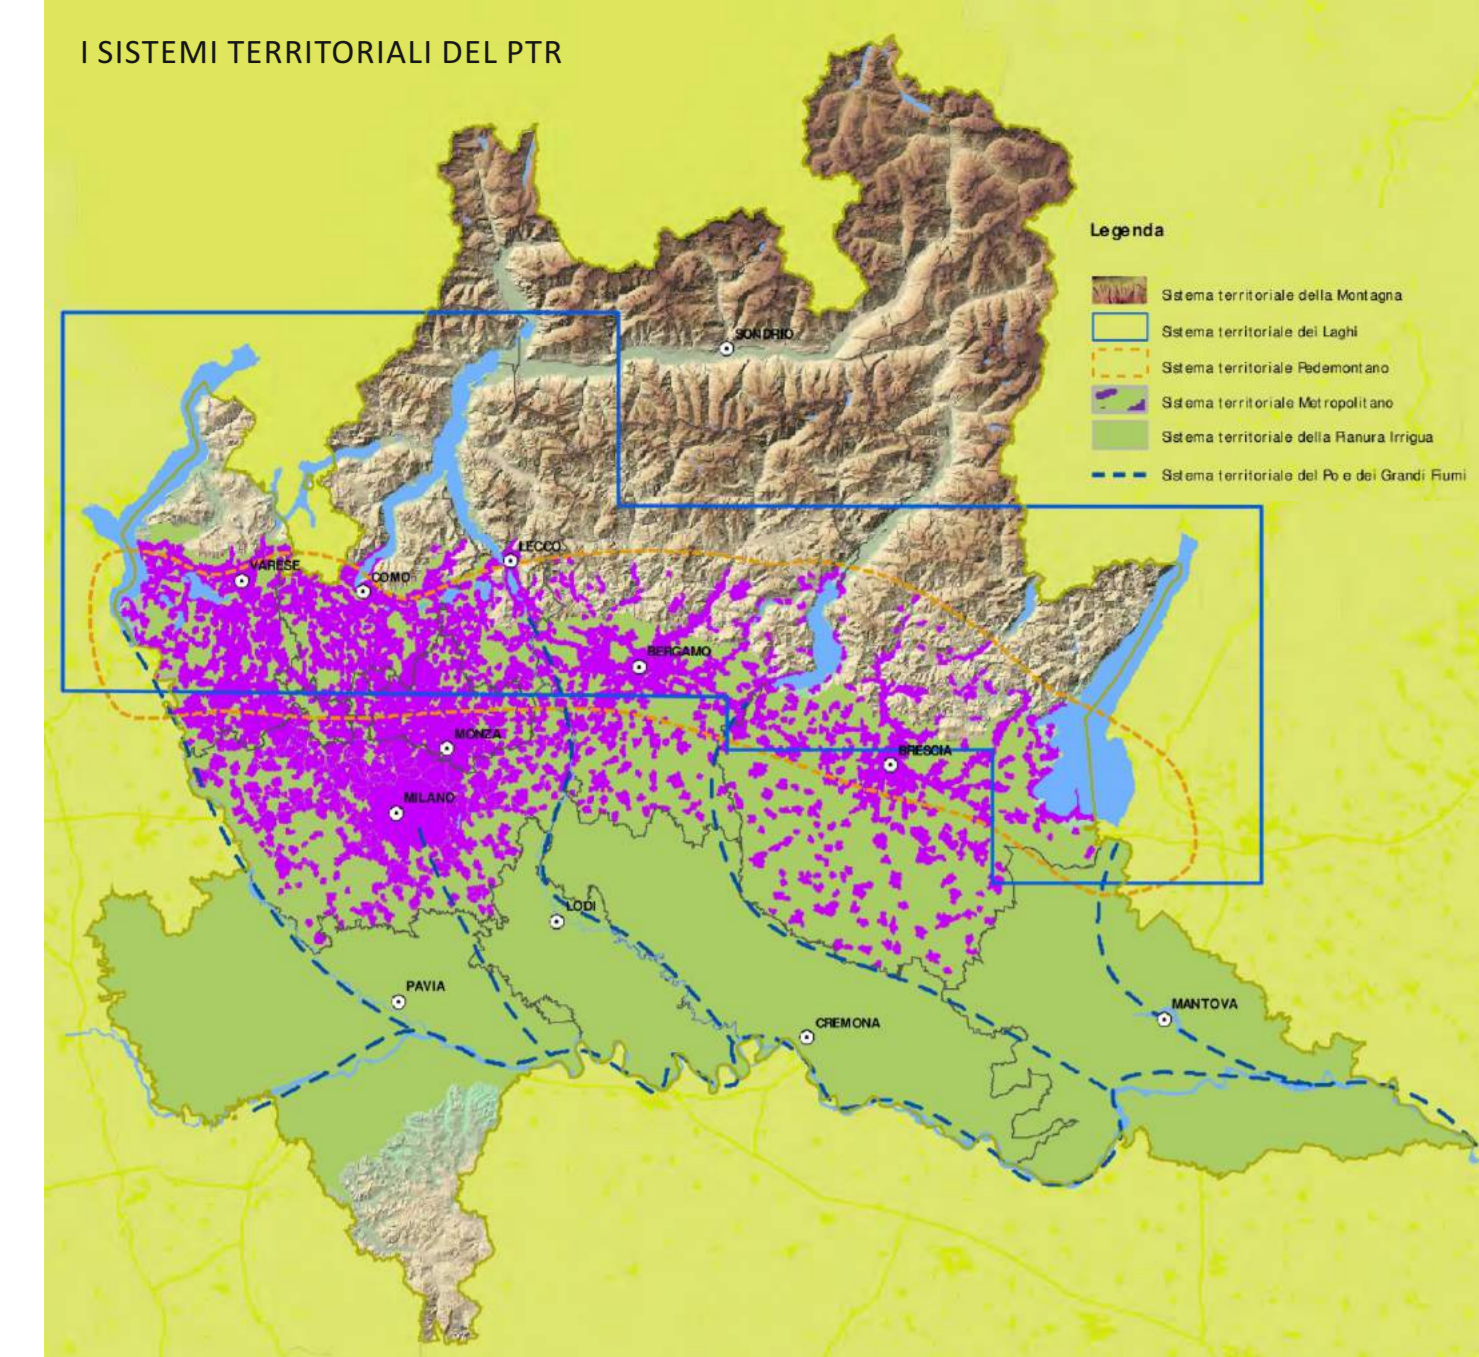 I SISTEMI TERRITORIALI DEL PTR
Legenda
Sistema territoriale della Montagna
Sistema territoriale dei Laghi
Sistema territoriale Pedemontano
Sistema territoriale Metropolitano
Sistema territoriale della Pianura Irrigua
Sistema territoriale del Po e dei Grandi Fiumi
SONDRIO
LECCO
VARESE
COMO
BERGAMO
MONZA
BRESCIA
MILANO
LODI
PAVIA
MANTOVA
CREMONA